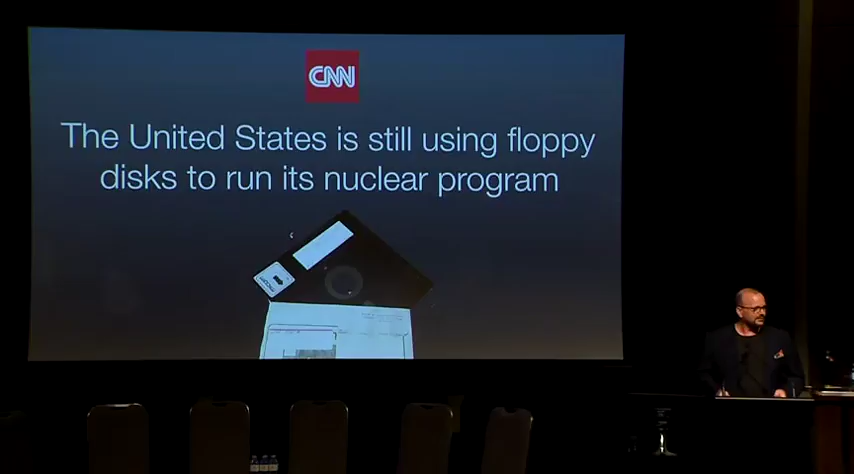 CNN
The United States is still using floppy
disks to run its nuclear program